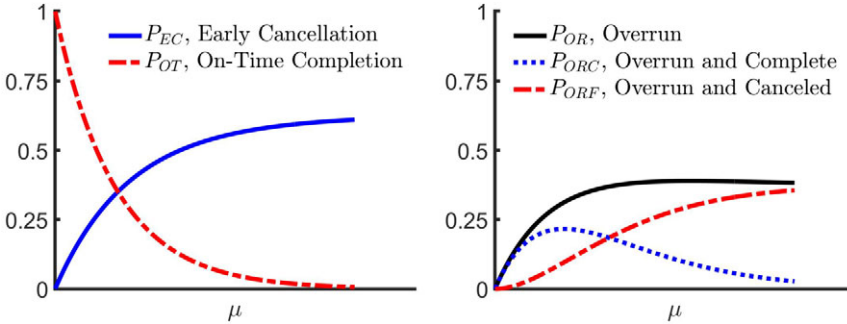 1
P_EC, Early Cancellation
P_OT, On-Time Completion
0.75
0.5
0.25
0
μ
1
P_OR, Overrun
P_ORC, Overrun and Complete
P_ORF, Overrun and Canceled
0.75
0.5
0.25
0
μ